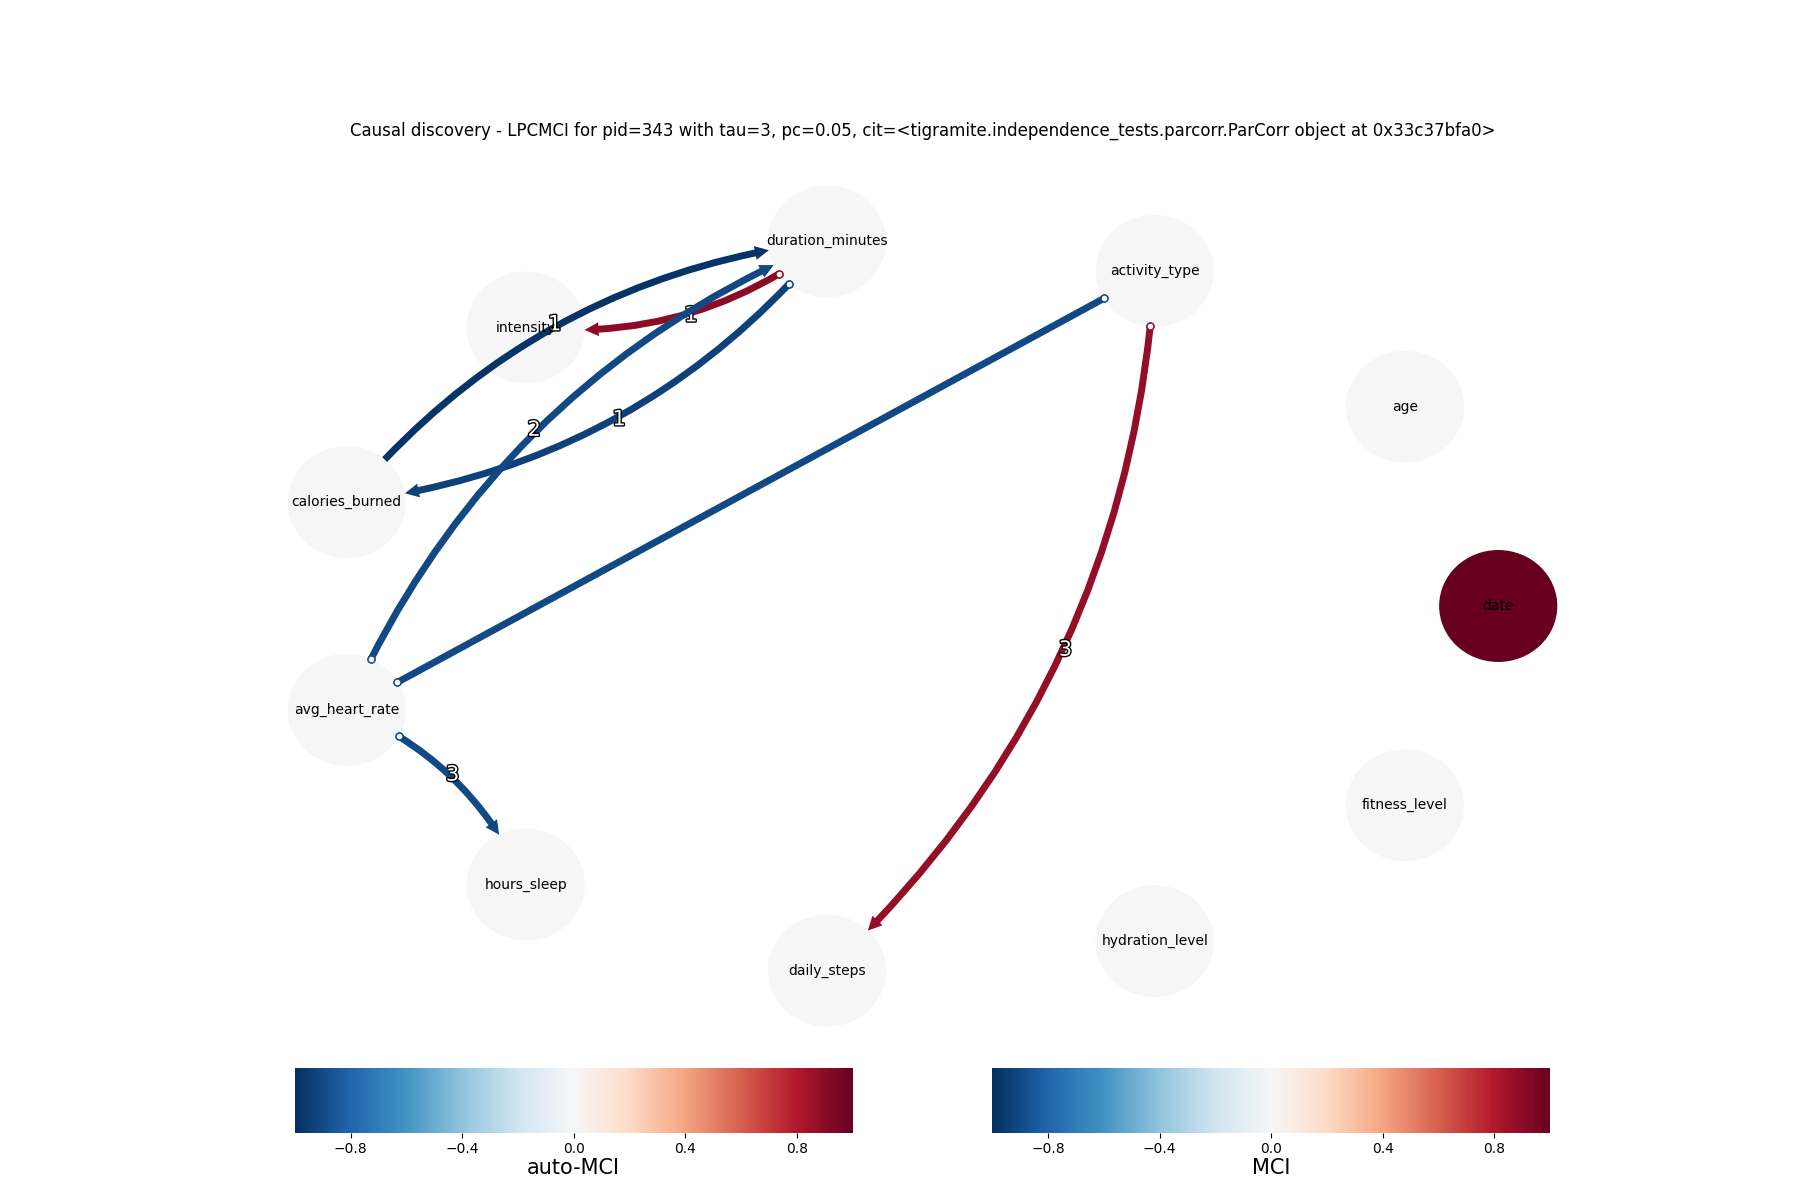 Causal discovery - LPCMCI for pid=343 with tau=3, pc=0.05, cit=<tigramite.independence_tests.parcorr.ParCorr object at 0x33c37bfa0>
duration_minutes
activity_type
intensity
1
1
age
2
1
calories_burned
date
3
avg_heart_rate
3
fitness_level
hours_sleep
hydration_level
daily_steps
−0.8 −0.4 0.0 0.4 0.8
auto-MCI
−0.8 −0.4 0.0 0.4 0.8
MCI